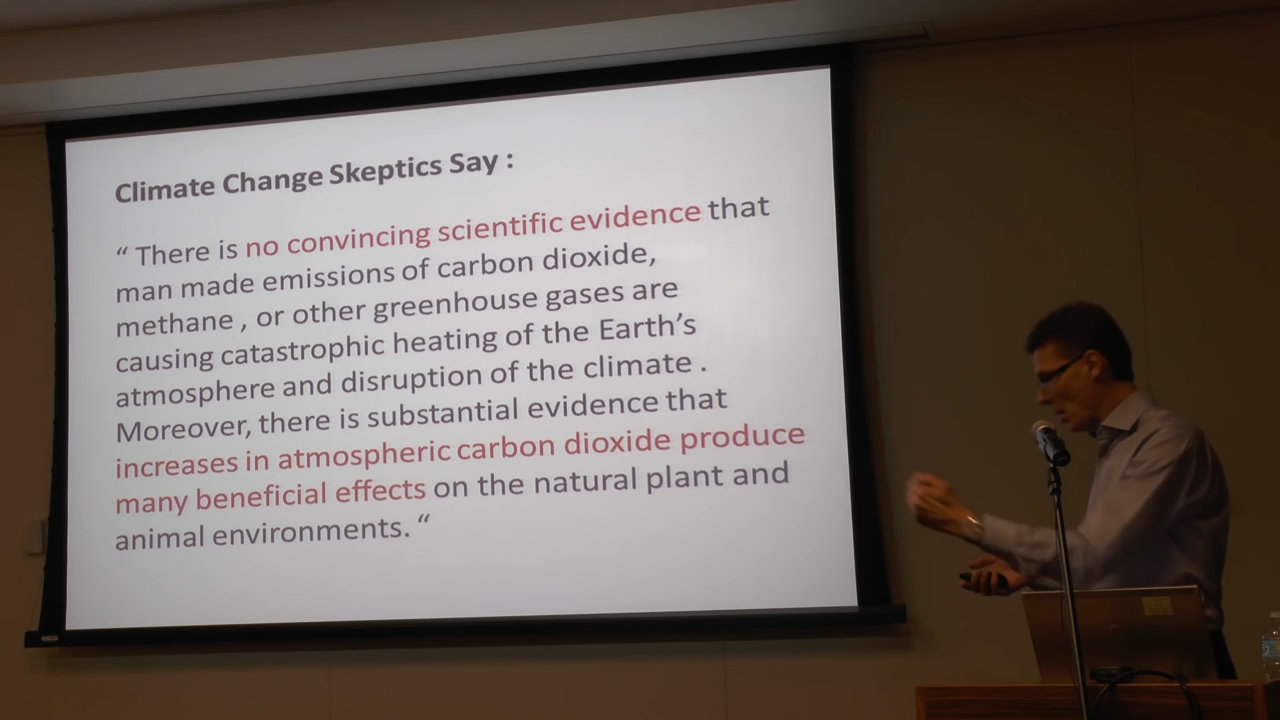 Climate Change Skeptics Say :
“ There is no convincing scientific evidence that
man made emissions of carbon dioxide,
methane , or other greenhouse gases are
causing catastrophic heating of the Earth’s
atmosphere and disruption of the climate .
Moreover, there is substantial evidence that
increases in atmospheric carbon dioxide produce
many beneficial effects on the natural plant and
animal environments. “